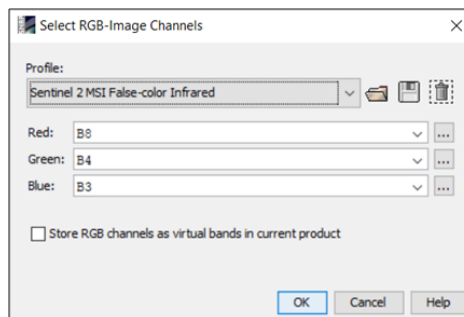 Select RGB-Image Channels
Profile:
Sentinel 2 MSI False-color Infrared
Red: B8
Green: B4
Blue: B3
Store RGB channels as virtual bands in current product
OK Cancel Help